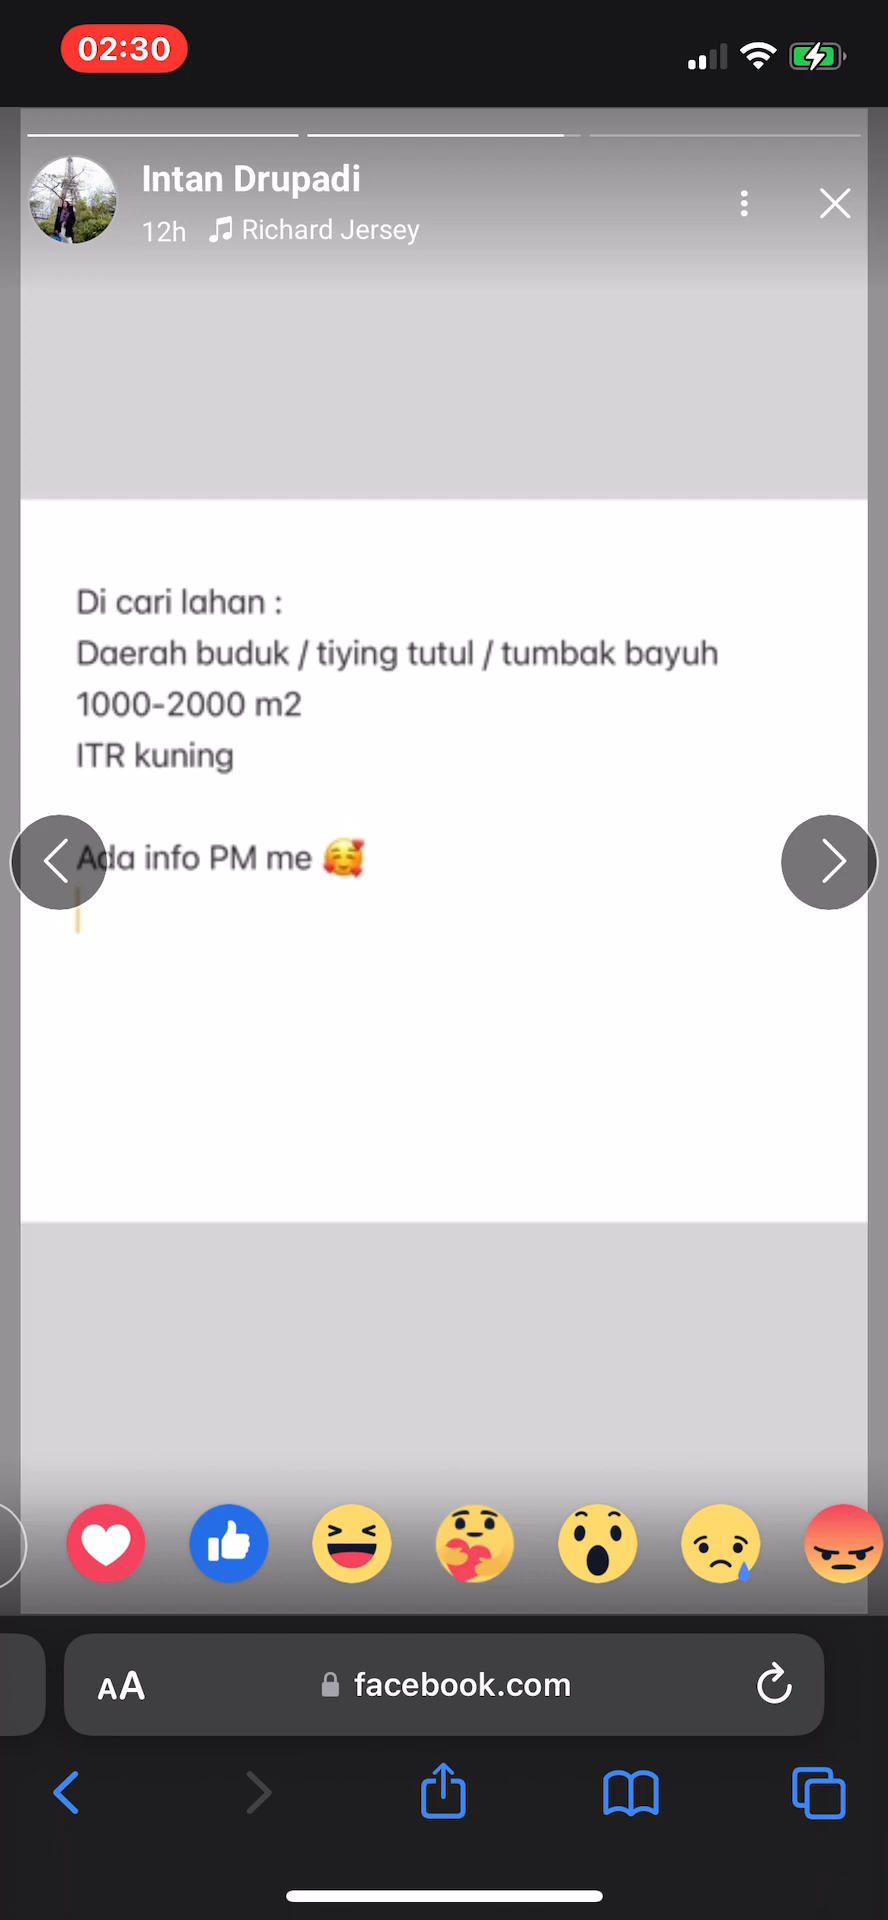 02:30
Intan Drupadi
12h Richard Jersey
Di cari lahan :
Daerah buduk / tiying tutul / tumbak bayuh
1000-2000 m2
ITR kuning
Ada info PM me 🥰
AA facebook.com